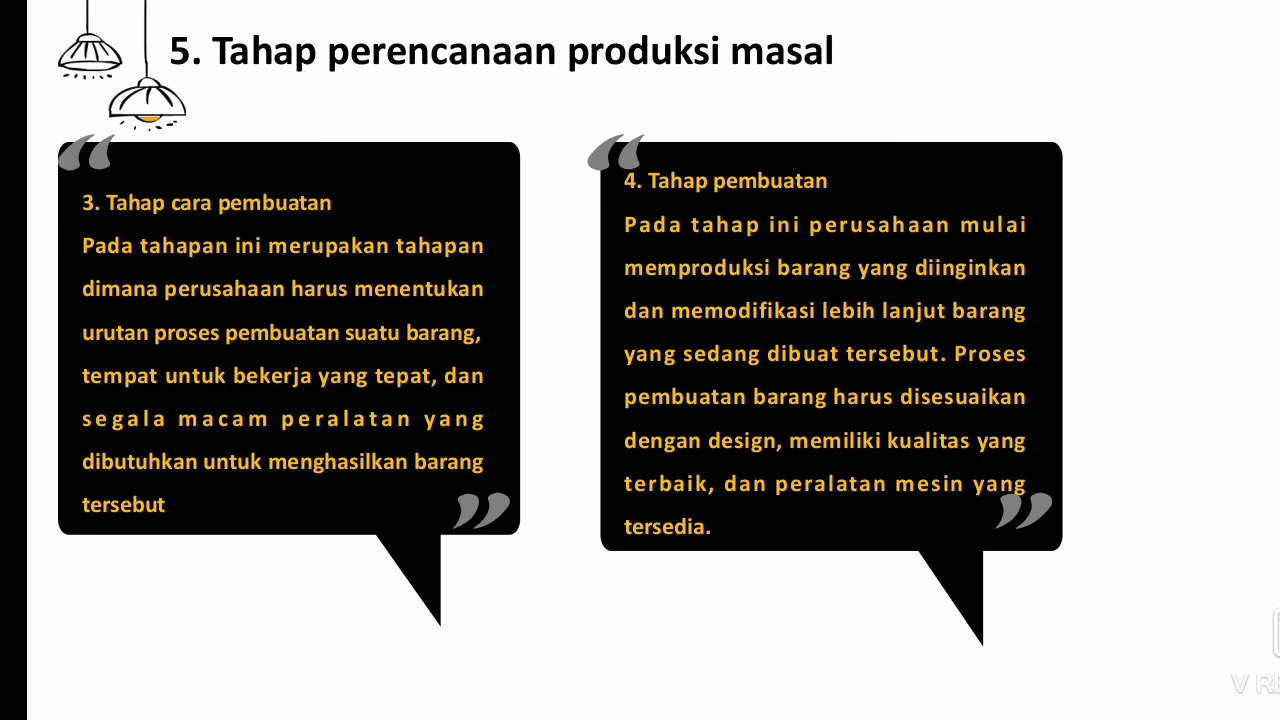 5. Tahap perencanaan produksi masal
3. Tahap cara pembuatan
Pada tahapan ini merupakan tahapan
dimana perusahaan harus menentukan
urutan proses pembuatan suatu barang,
tempat untuk bekerja yang tepat, dan
segala macam peralatan yang
dibutuhkan untuk menghasilkan barang
tersebut
4. Tahap pembuatan
Pada tahap ini perusahaan mulai
memproduksi barang yang diinginkan
dan memodifikasi lebih lanjut barang
yang sedang dibuat tersebut. Proses
pembuatan barang harus disesuaikan
dengan design, memiliki kualitas yang
terbaik, dan peralatan mesin yang
tersedia.